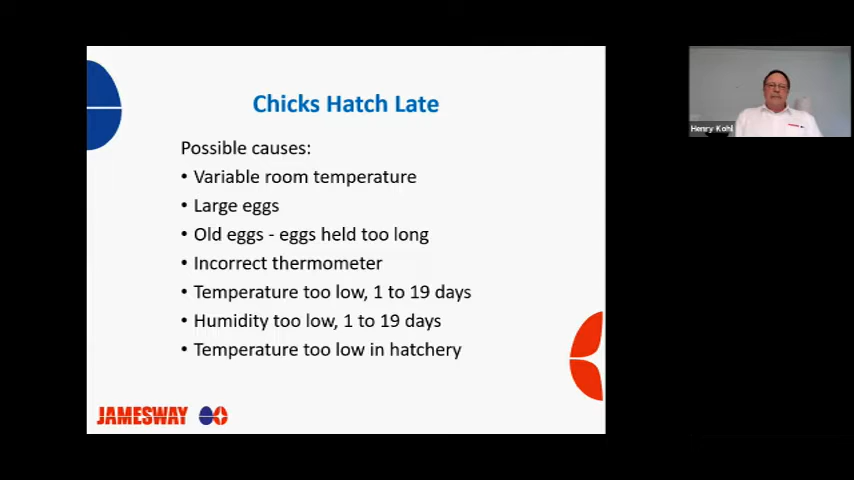 Chicks Hatch Late
Possible causes:
• Variable room temperature
• Large eggs
• Old eggs - eggs held too long
• Incorrect thermometer
• Temperature too low, 1 to 19 days
• Humidity too low, 1 to 19 days
• Temperature too low in hatchery
JAMESWAY
Henry Kohl